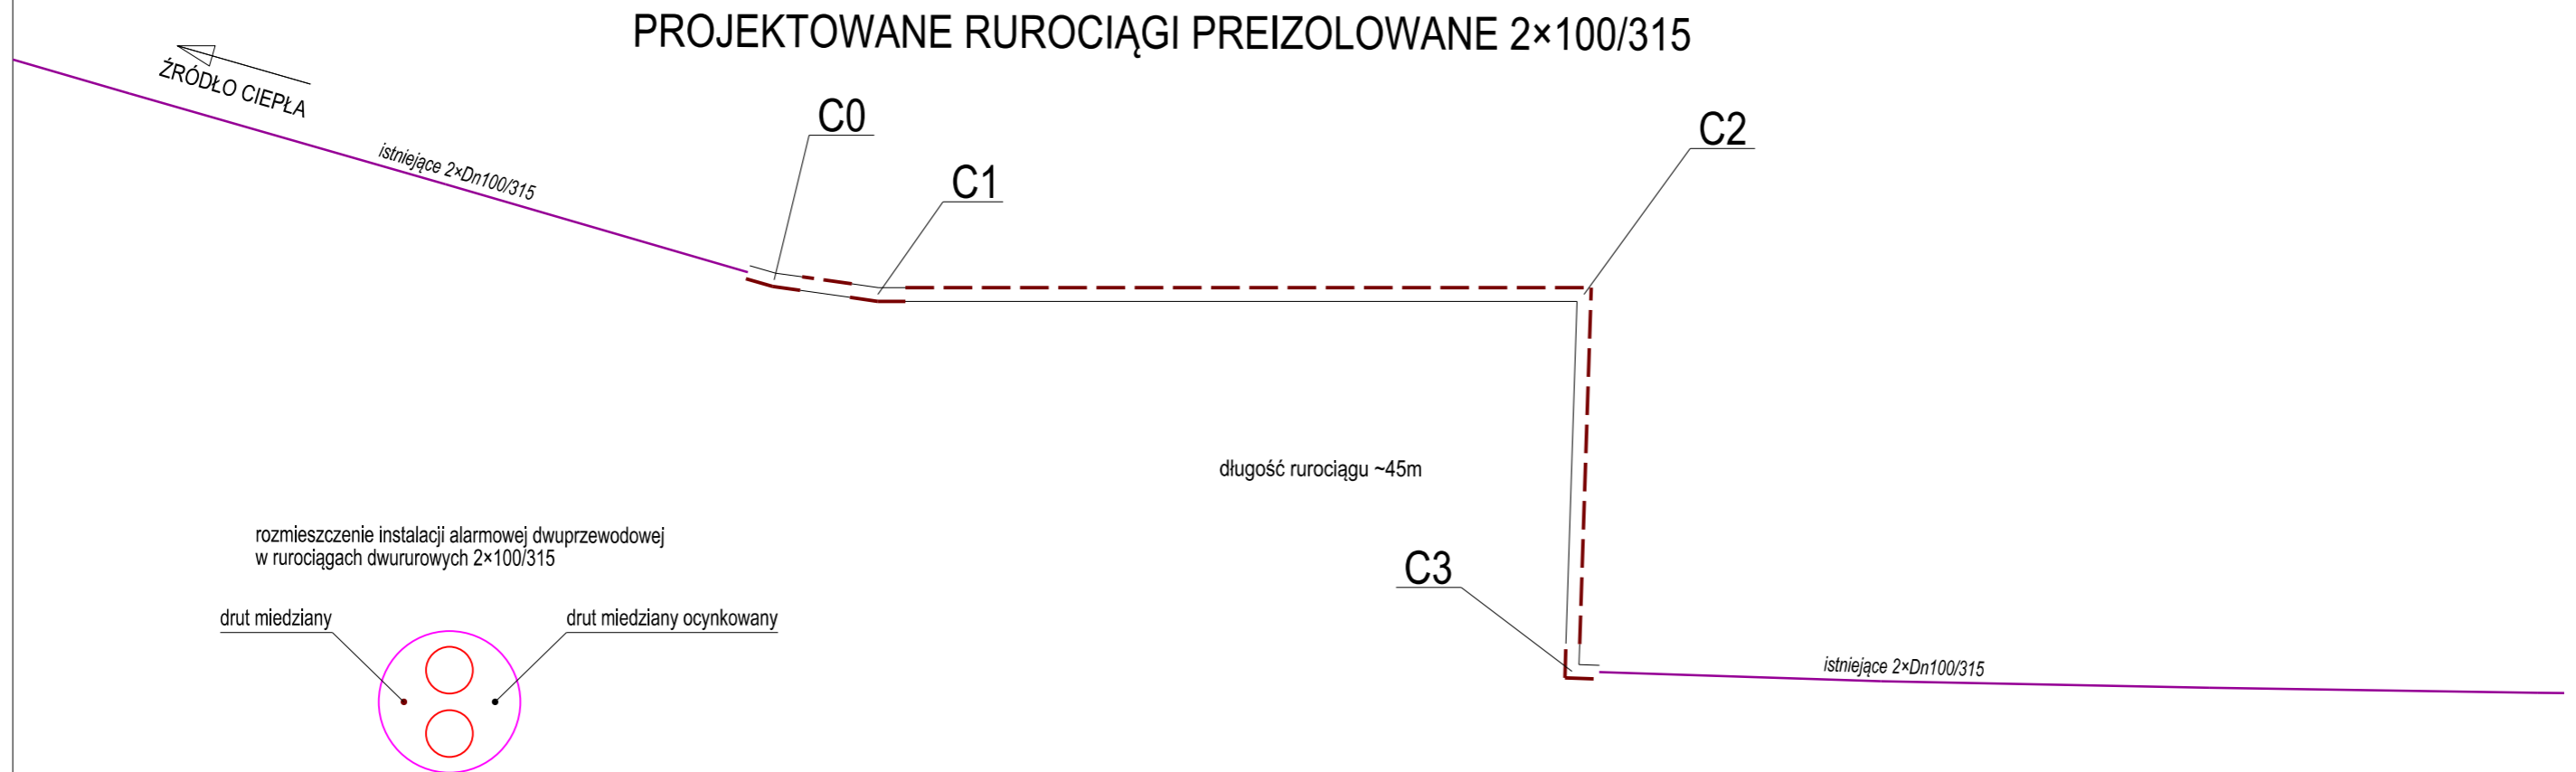 PROJEKTOWANE RUROCIĄGI PREIZOLOWANE 2×100/315
ŹRÓDŁO CIEPŁA
C0
istniejące 2×Dn100/315
C1
C2
długość rurociągu ~45m
rozmieszczenie instalacji alarmowej dwuprzewodowej
w rurociągach dwururowych 2×100/315
C3
drut miedziany
drut miedziany ocynkowany
istniejące 2×Dn100/315